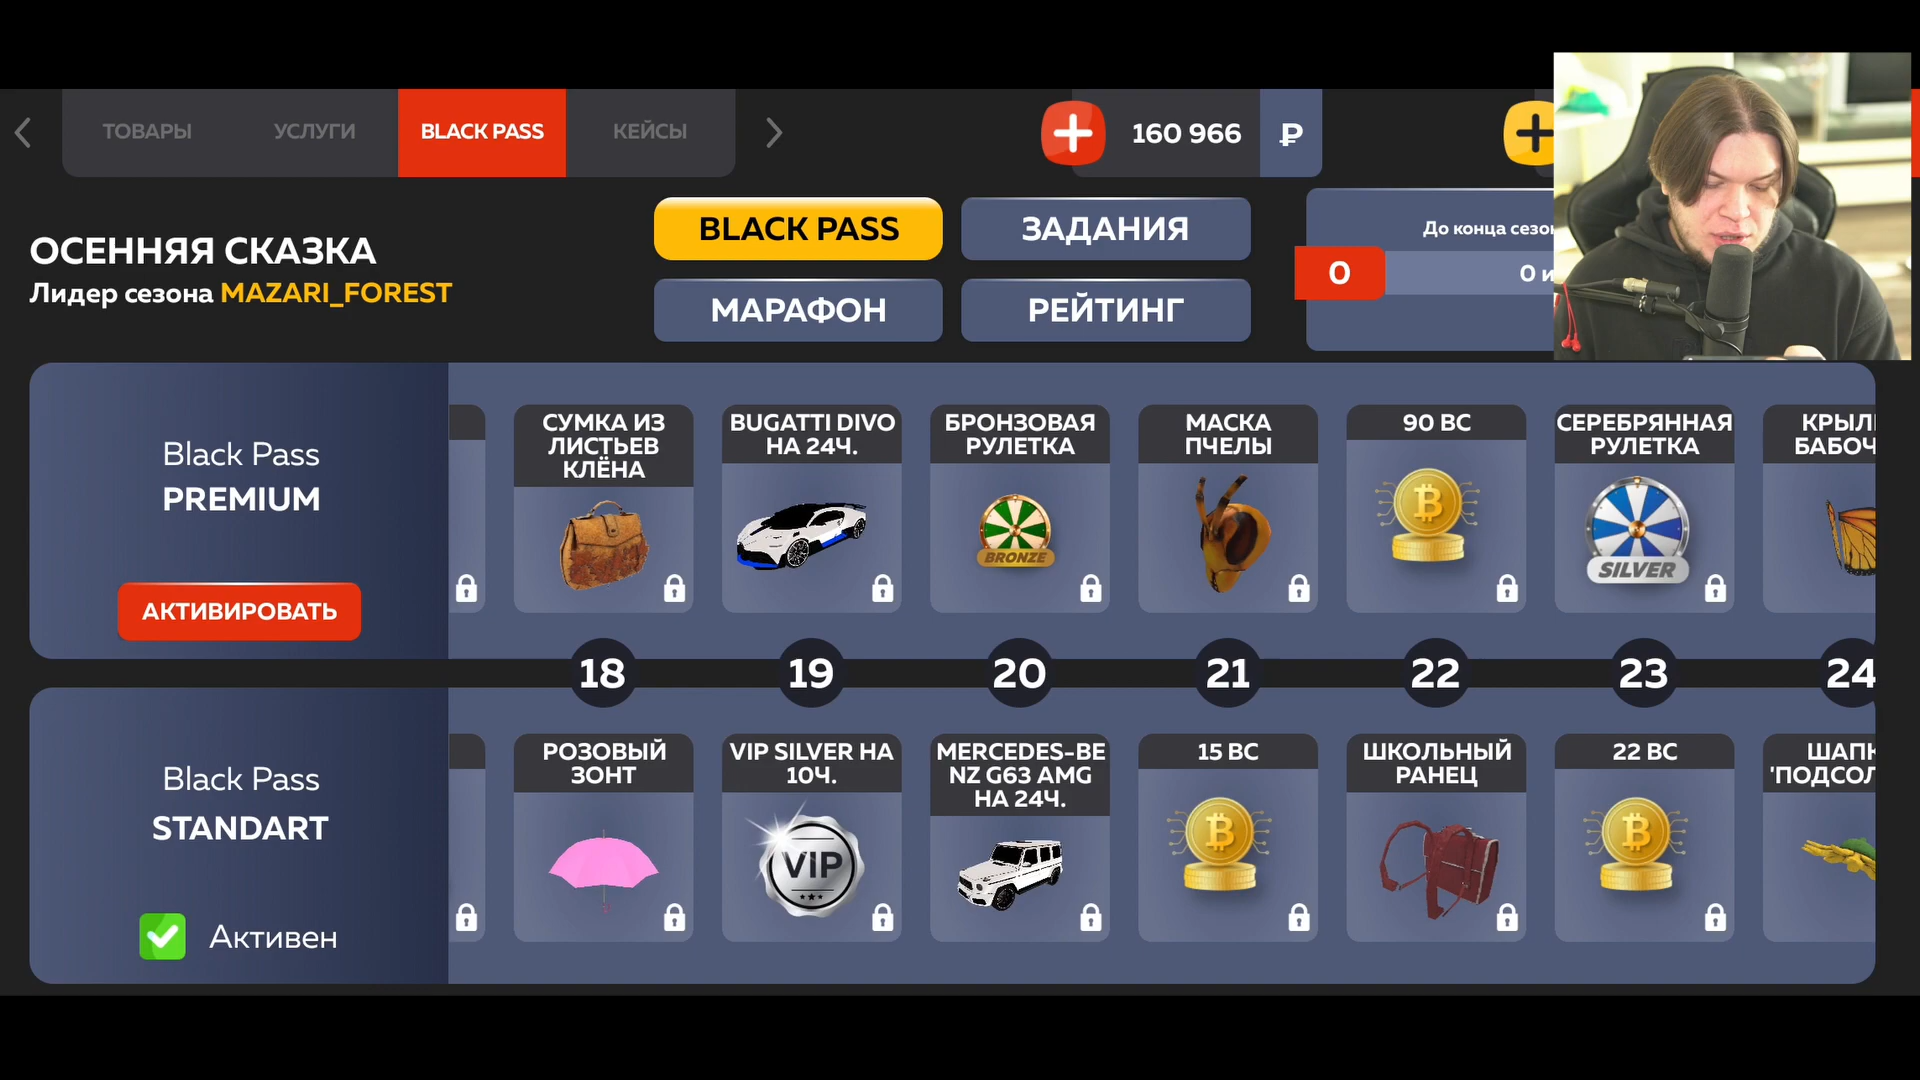 ТОВАРЫ
УСЛУГИ
BLACK PASS
КЕЙСЫ
160 966 ₽
ОСЕННЯЯ СКАЗКА
Лидер сезона MAZARI_FOREST
BLACK PASS
ЗАДАНИЯ
МАРАФОН
РЕЙТИНГ
До конца
0
0
Black Pass
PREMIUM
АКТИВИРОВАТЬ
СУМКА ИЗ
ЛИСТЬЕВ
КЛЁНА
BUGATTI DIVO
НА 24Ч.
БРОНЗОВАЯ
РУЛЕТКА
BRONZE
МАСКА
ПЧЕЛЫ
90 BC
СЕРЕБРЯННАЯ
РУЛЕТКА
SILVER
18
19
20
21
22
23
24
Black Pass
STANDART
Активен
РОЗОВЫЙ
ЗОНТ
VIP SILVER НА
10Ч.
VIP
MERCEDES-BE
NZ G63 AMG
НА 24Ч.
15 BC
ШКОЛЬНЫЙ
РАНЕЦ
22 BC